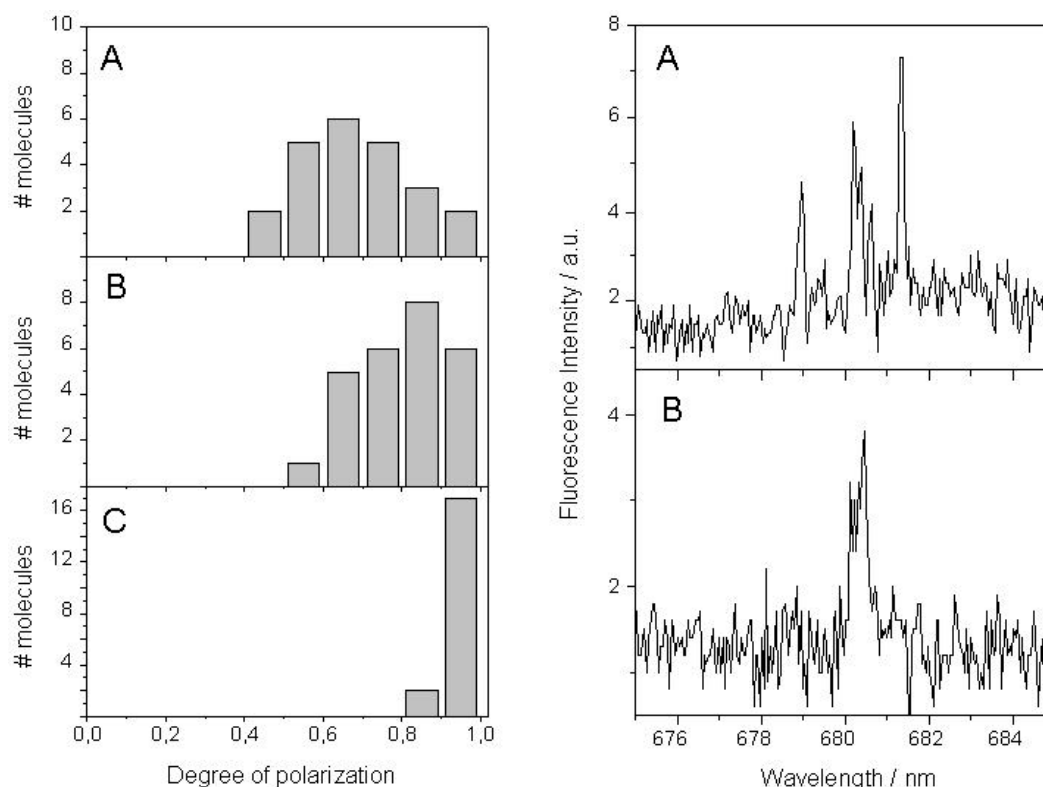 A
# molecules
10
8
6
4
2
B
# molecules
8
6
4
2
C
# molecules
16
12
8
4
0,0 0,2 0,4 0,6 0,8 1,0
Degree of polarization
A
Fluorescence Intensity / a.u.
8
6
4
2
B
4
2
676 678 680 682 684
Wavelength / nm